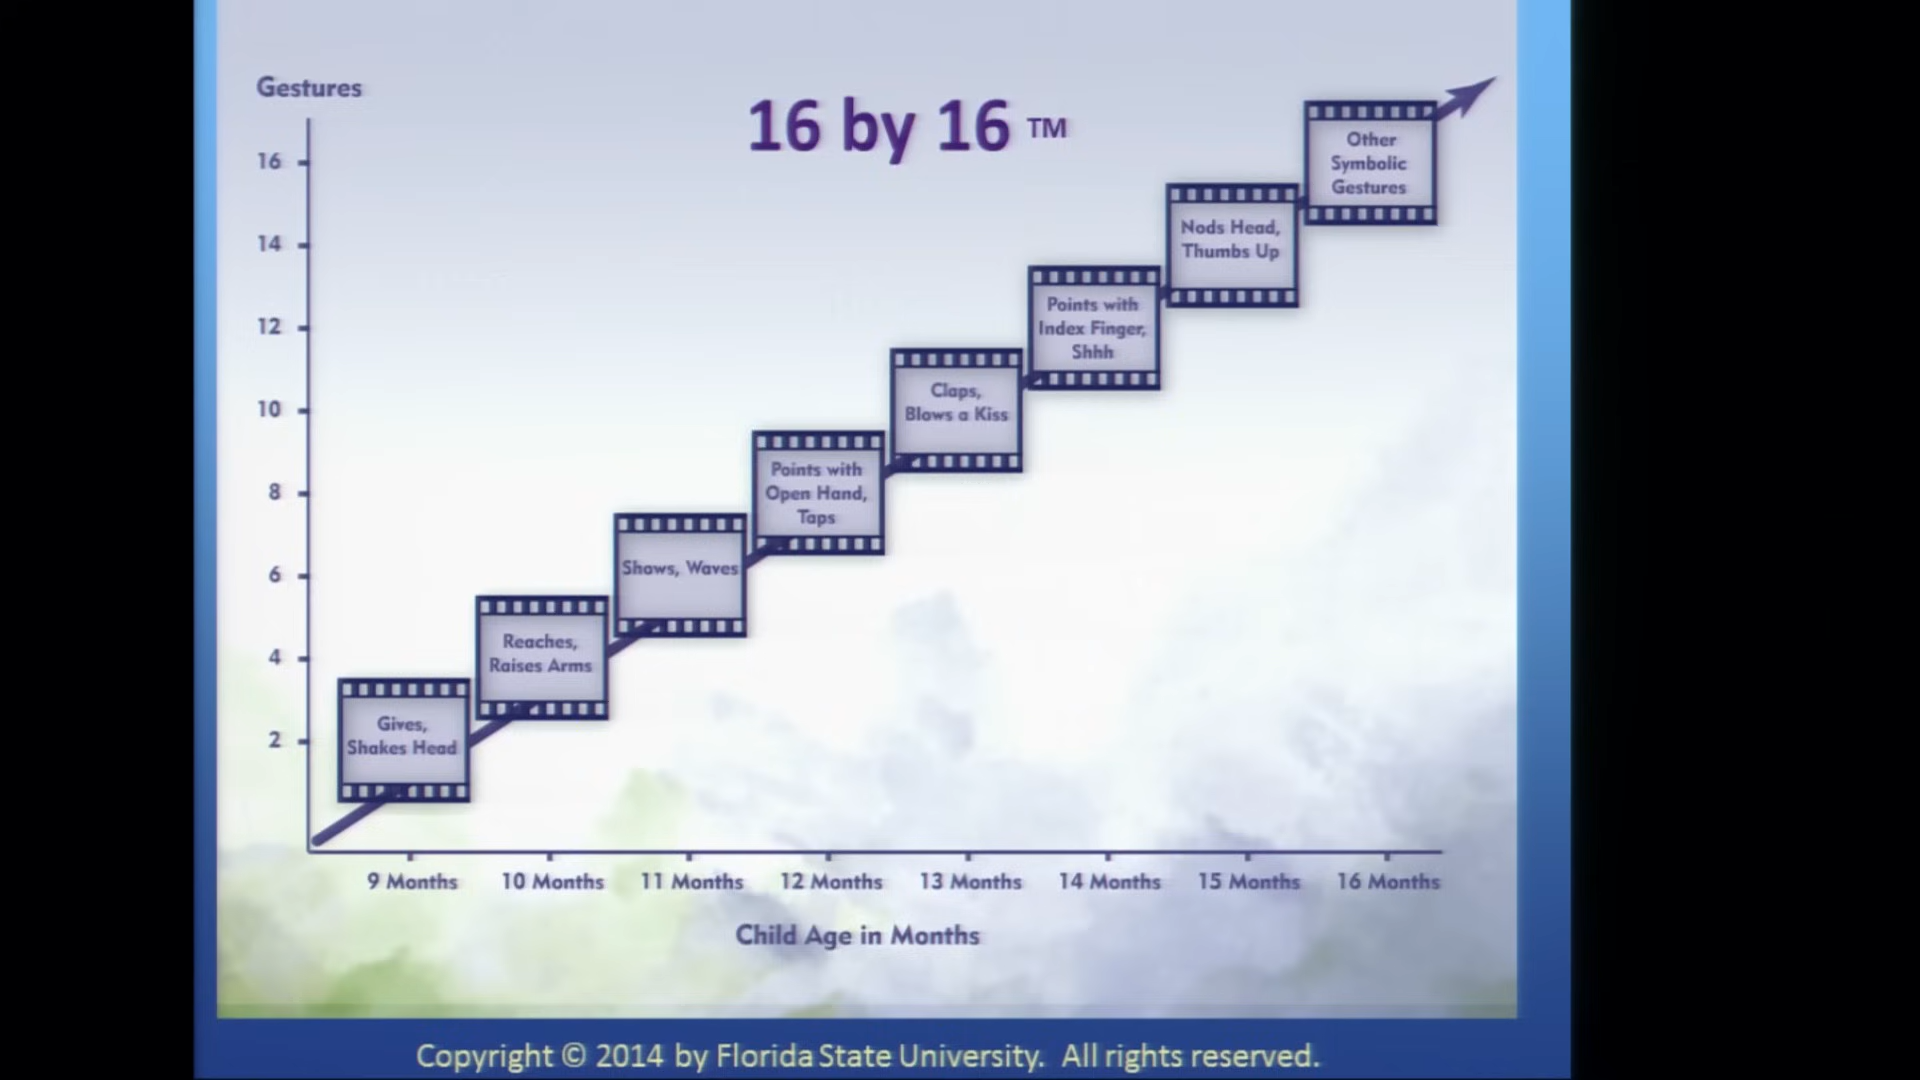 Gestures
16 by 16 ™
16
14
12
10
8
6
4
2
Other
Symbolic
Gestures
Nods Head,
Thumbs Up
Points with
Index Finger,
Shhh
Claps,
Blows a Kiss
Points with
Open Hand,
Taps
Shows, Waves
Reaches,
Raises Arms
Gives,
Shakes Head
9 Months
10 Months
11 Months
12 Months
13 Months
14 Months
15 Months
16 Months
Child Age in Months
Copyright © 2014 by Florida State University. All rights reserved.